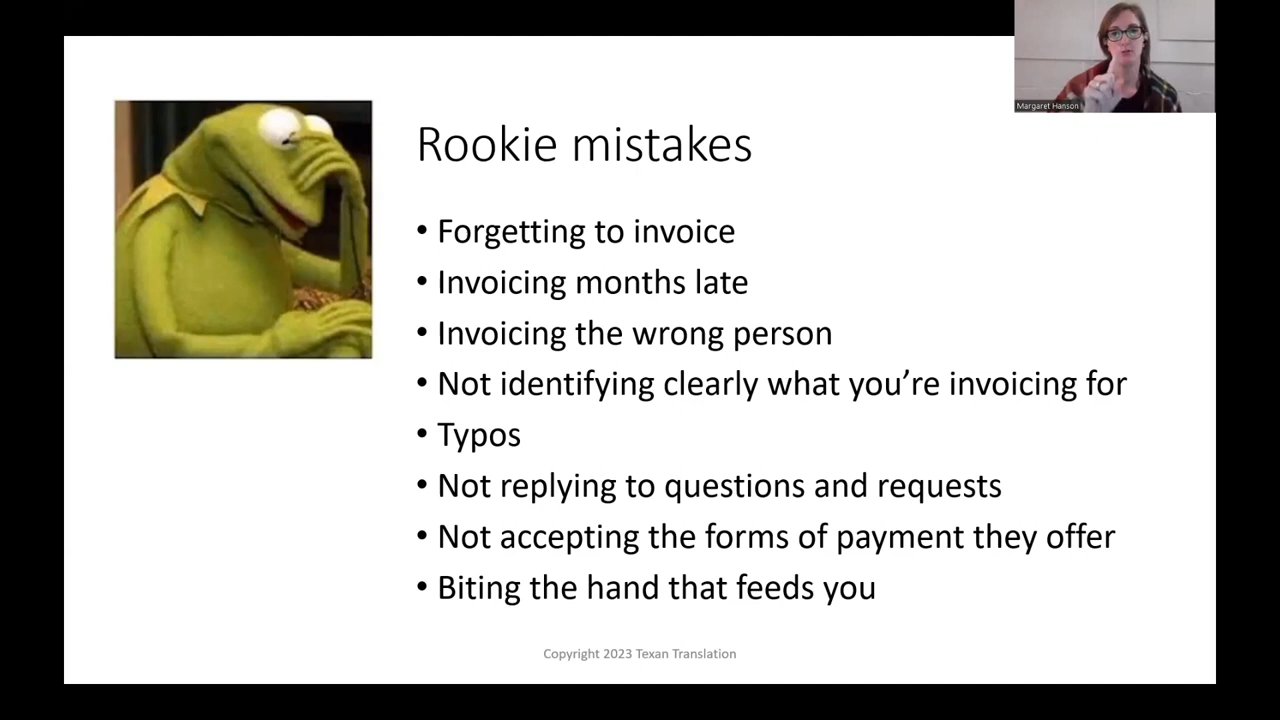 Margaret Hanson
Rookie mistakes
• Forgetting to invoice
• Invoicing months late
• Invoicing the wrong person
• Not identifying clearly what you’re invoicing for
• Typos
• Not replying to questions and requests
• Not accepting the forms of payment they offer
• Biting the hand that feeds you
Copyright 2023 Texan Translation